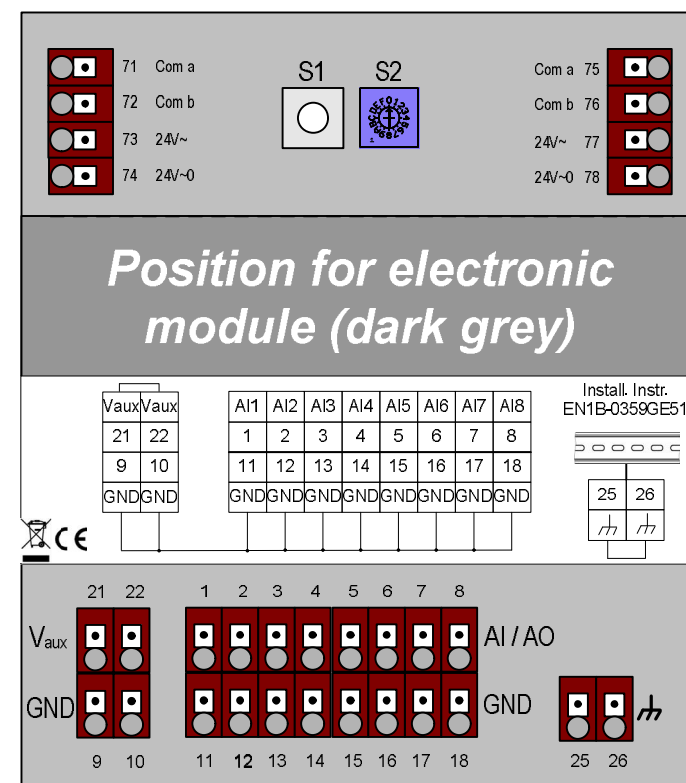 S1 S2
71 Com a
72 Com b
73 24V~
74 24V~0
Com a 75
Com b 76
24V~ 77
24V~0 78
Position for electronic
module (dark grey)
Vaux Vaux
21 22
9 10
GND GND
AI1 AI2 AI3 AI4 AI5 AI6 AI7 AI8
1 2 3 4 5 6 7 8
11 12 13 14 15 16 17 18
GND GND GND GND GND GND GND GND
Install. Instr.
EN1B-0359GE51
25 26
CE
21 22 1 2 3 4 5 6 7 8
Vaux AI / AO
GND GND
9 10 11 12 13 14 15 16 17 18 25 26